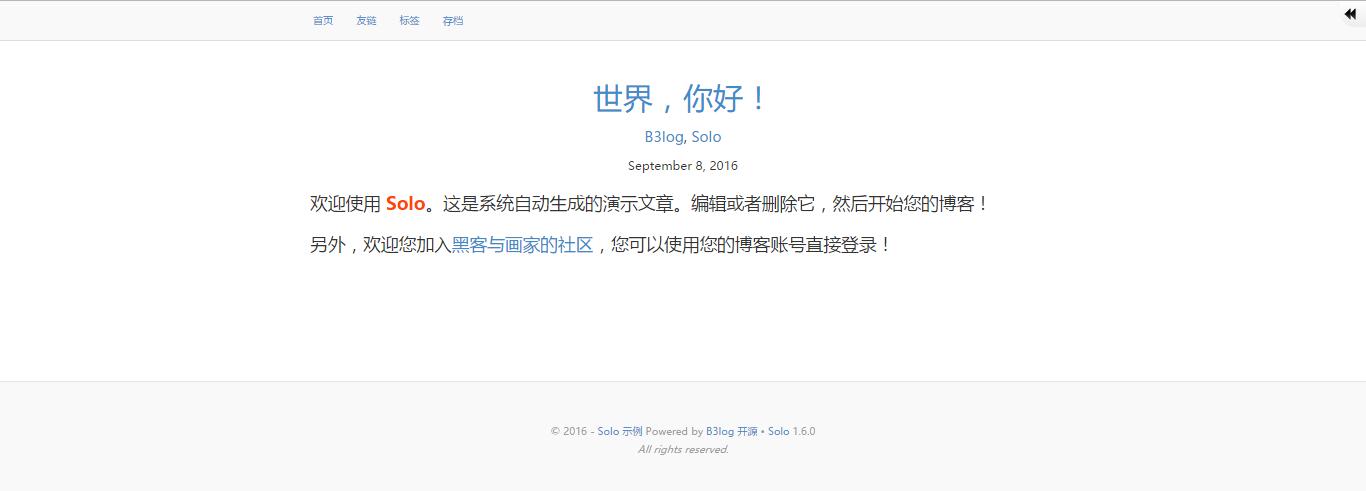 首页 友链 标签 存档
世界，你好！
B3log, Solo
September 8, 2016
欢迎使用 Solo。这是系统自动生成的演示文章。编辑或者删除它，然后开始您的博客！
另外，欢迎您加入黑客与画家的社区，您可以使用您的博客账号直接登录！
© 2016 - Solo 示例 Powered by B3log 开源 • Solo 1.6.0
All rights reserved.